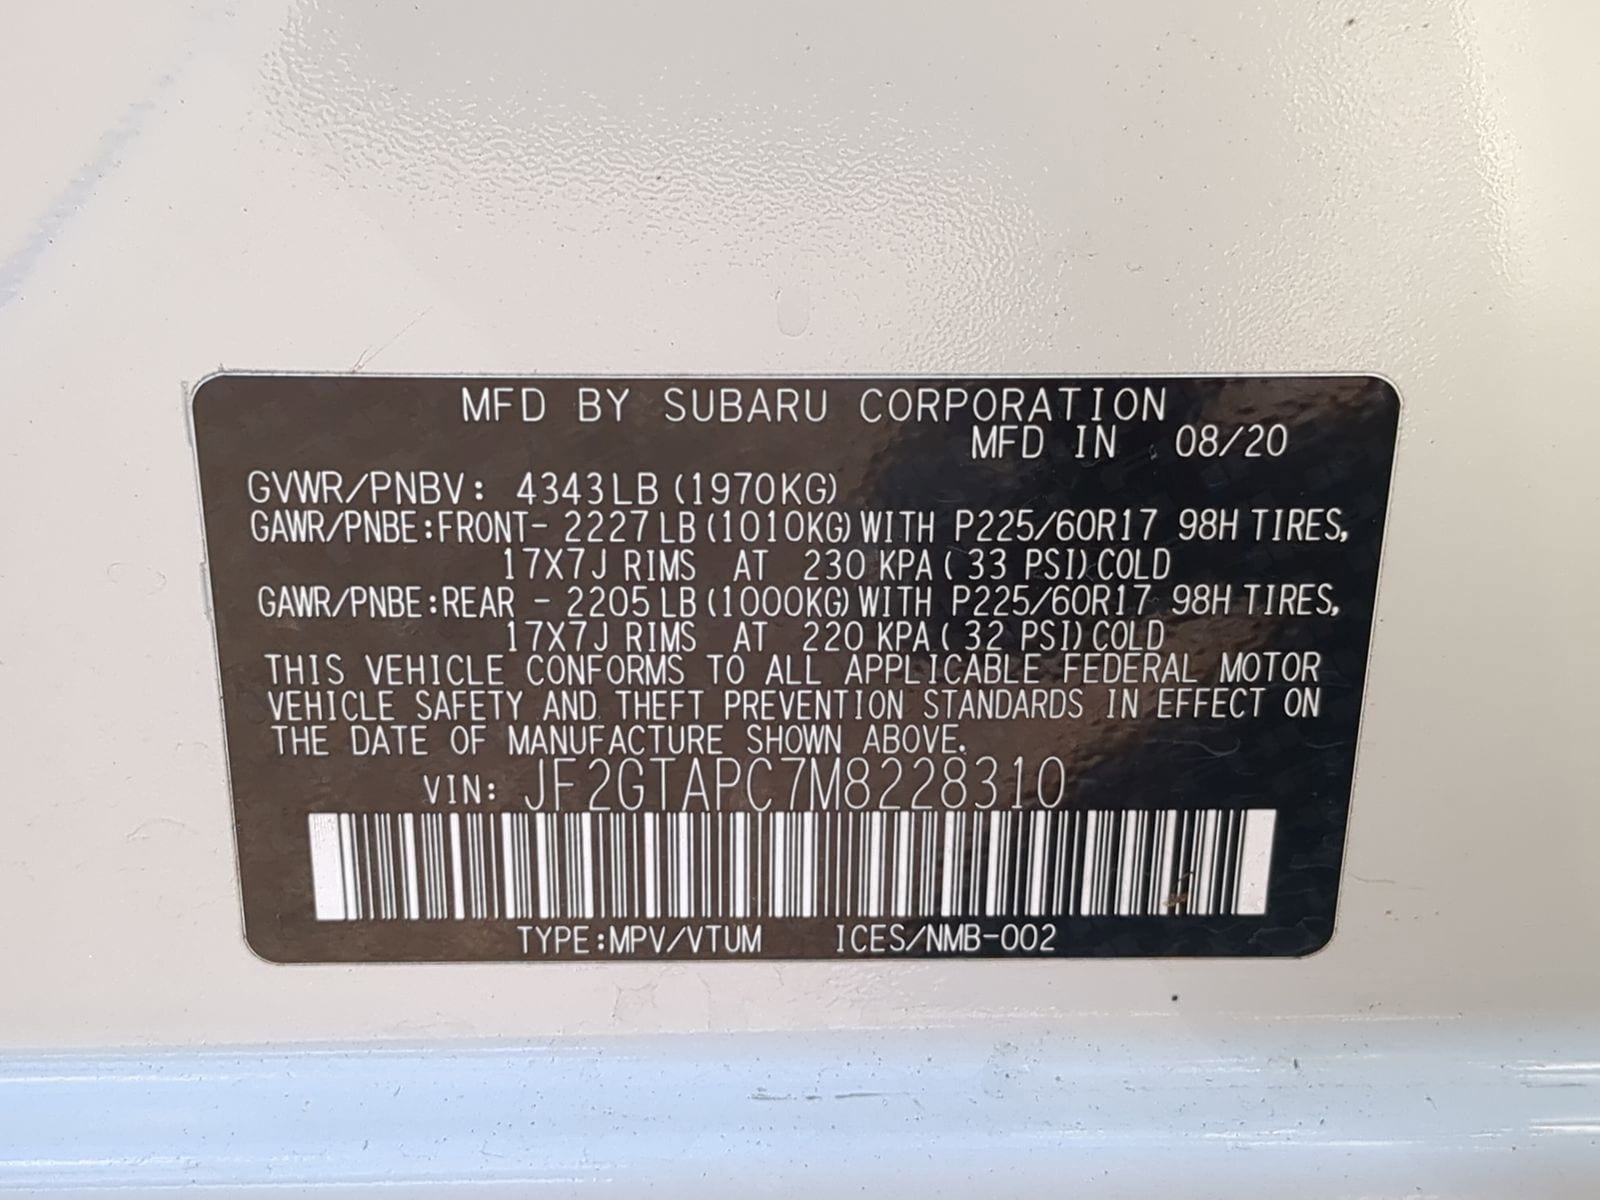 MFD BY SUBARU CORPORATION
MFD IN 08/20
GVWR/PNBV: 4343LB (1970KG)
GAWR/PNBE:FRONT- 2227LB (1010KG) WITH P225/60R17 98H TIRES,
17X7J RIMS AT 230 KPA ( 33 PSI) COLD
GAWR/PNBE:REAR - 2205LB (1000KG) WITH P225/60R17 98H TIRES,
17X7J RIMS AT 220 KPA ( 32 PSI) COLD
THIS VEHICLE CONFORMS TO ALL APPLICABLE FEDERAL MOTOR
VEHICLE SAFETY AND THEFT PREVENTION STANDARDS IN EFFECT ON
THE DATE OF MANUFACTURE SHOWN ABOVE.
VIN: JF2GTAPC7M8228310
TYPE:MPV/VTUM ICES/NMB-002